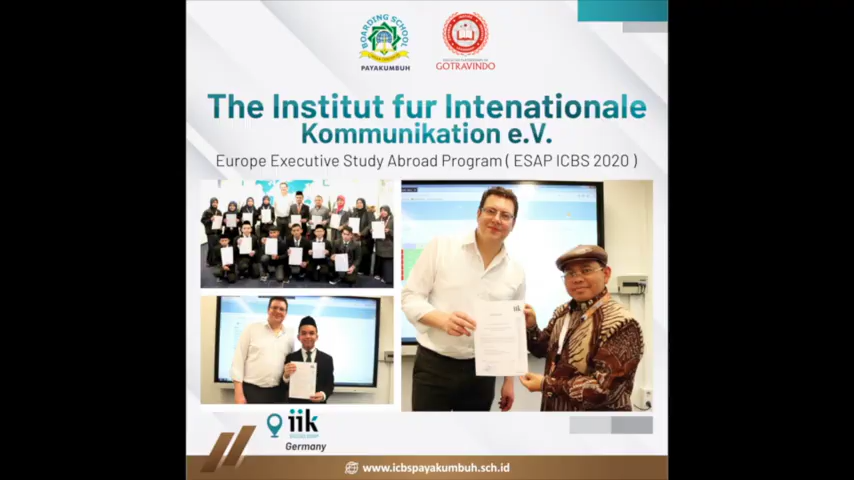 BOARDING SCHOOL
PAYAKUMBUH
GOTRAVINDO
The Institut fur Intenationale
Kommunikation e.V.
Europe Executive Study Abroad Program ( ESAP ICBS 2020 )
iik
Germany
www.icbspayakumbuh.sch.id